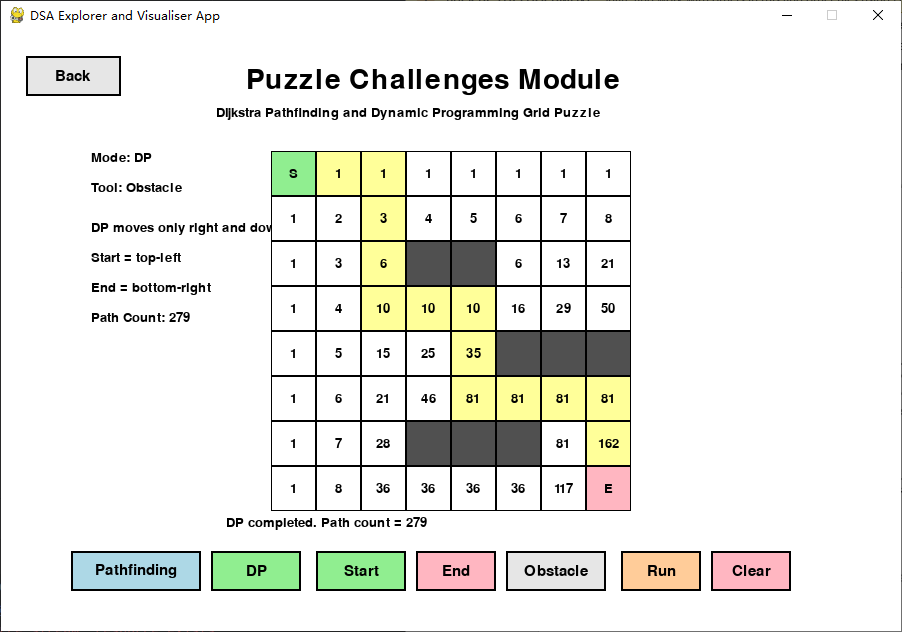 DSA Explorer and Visualiser App
Back
Puzzle Challenges Module
Dijkstra Pathfinding and Dynamic Programming Grid Puzzle
Mode: DP
Tool: Obstacle
DP moves only right and dow
Start = top-left
End = bottom-right
Path Count: 279
S 1 1 1 1 1 1 1
1 2 3 4 5 6 7 8
1 3 6 6 13 21
1 4 10 10 10 16 29 50
1 5 15 25 35
1 6 21 46 81 81 81 81
1 7 28 81 162
1 8 36 36 36 36 117 E
DP completed. Path count = 279
Pathfinding DP Start End Obstacle Run Clear